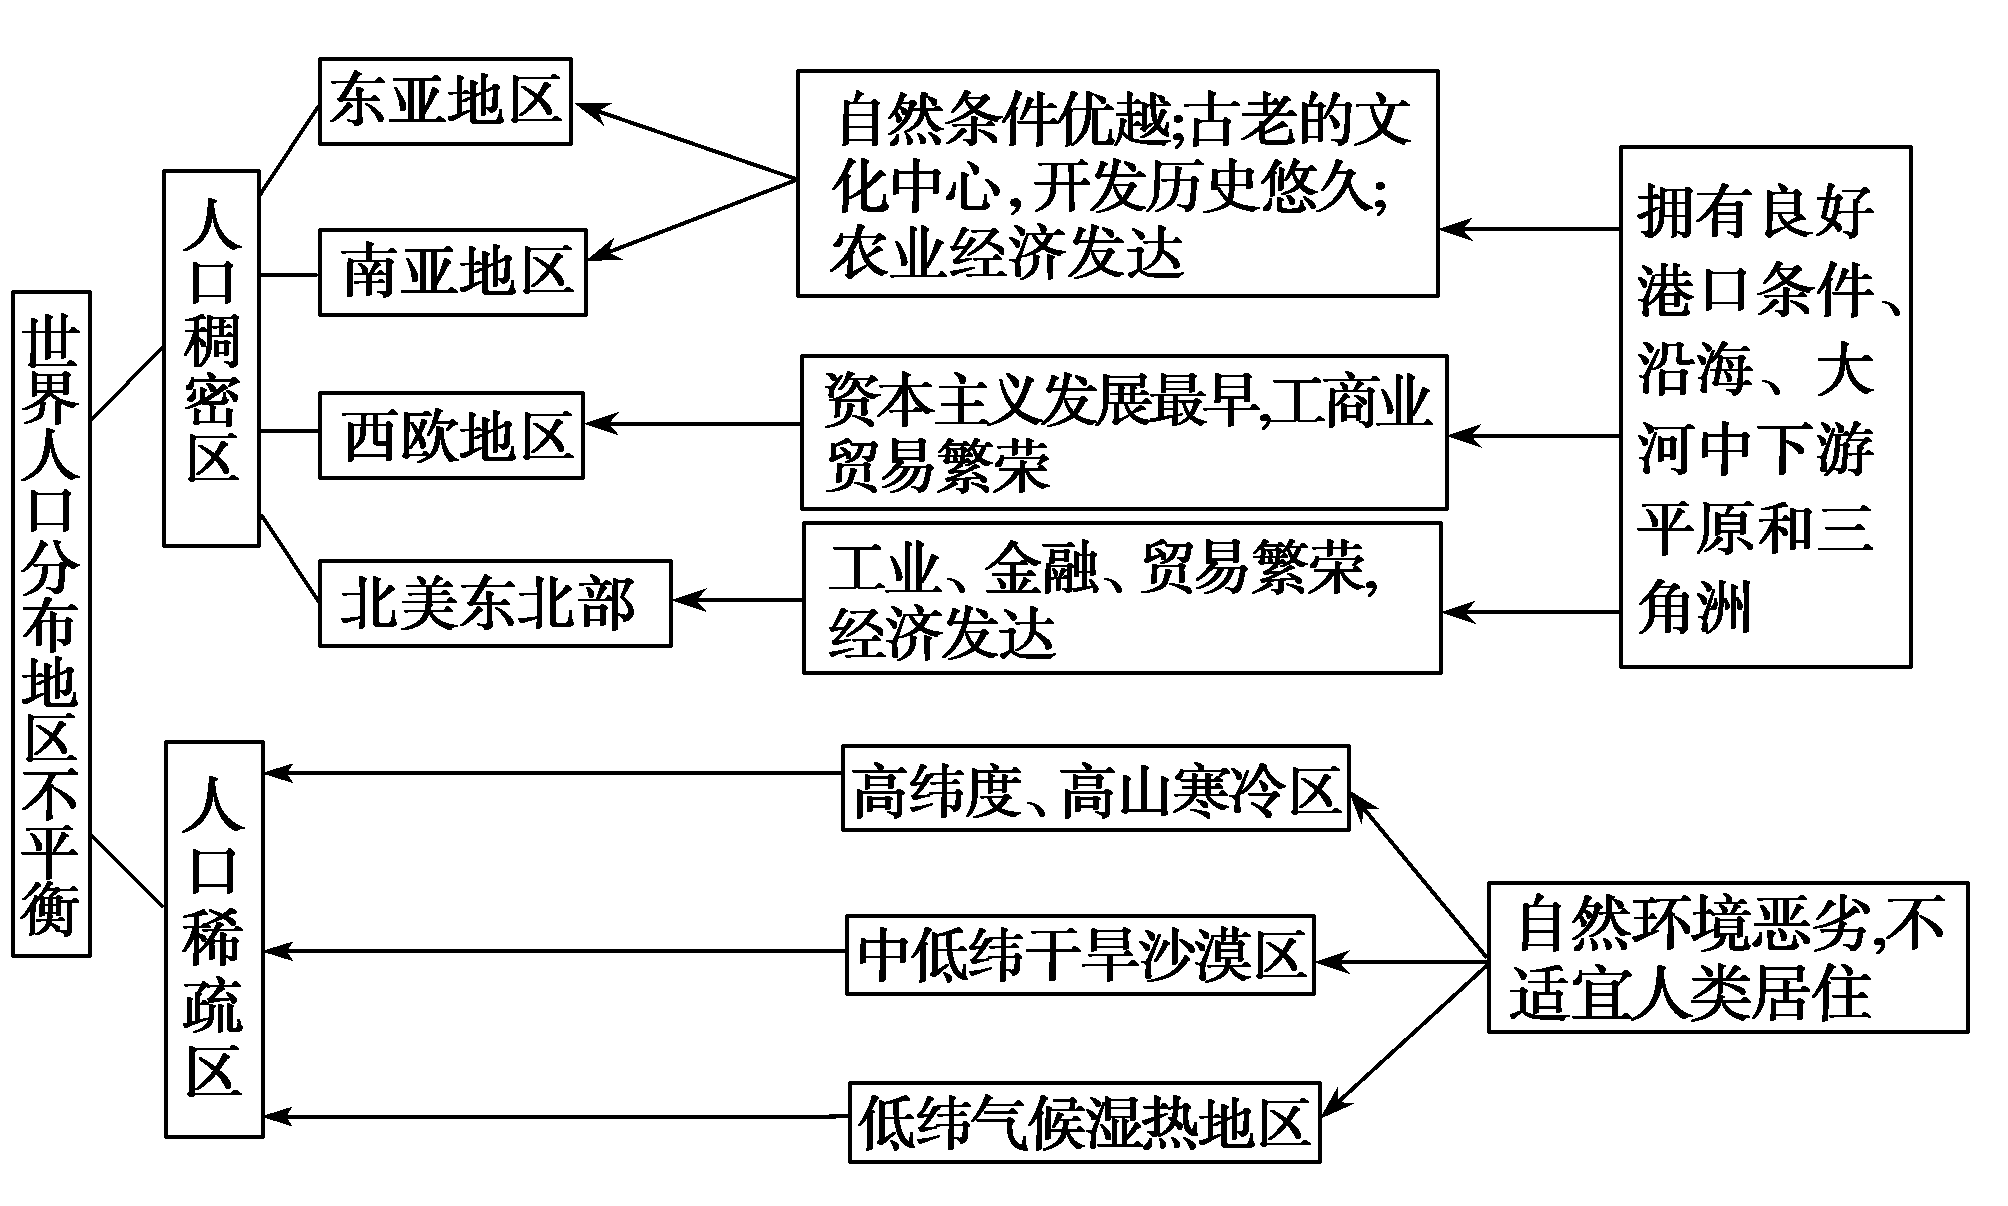 世界人口分布地区不平衡
人口稠密区
东亚地区
南亚地区
西欧地区
北美东北部
自然条件优越;古老的文
化中心,开发历史悠久;
农业经济发达
资本主义发展最早,工商业
贸易繁荣
工业、金融、贸易繁荣,
经济发达
拥有良好
港口条件、
沿海、大
河中下游
平原和三
角洲
人口稀疏区
高纬度、高山寒冷区
中低纬干旱沙漠区
低纬气候湿热地区
自然环境恶劣,不
适宜人类居住